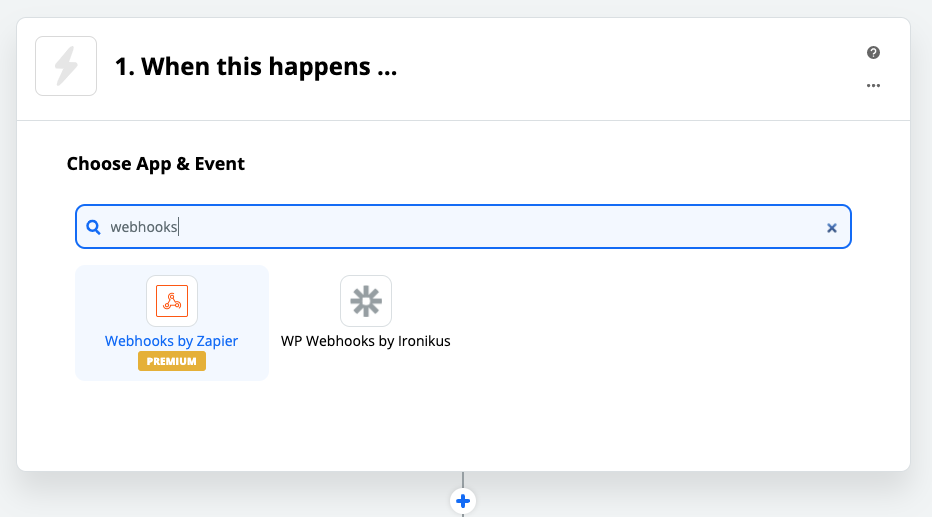 1. When this happens ...
Choose App & Event
webhooks
Webhooks by Zapier
PREMIUM
WP Webhooks by Ironikus